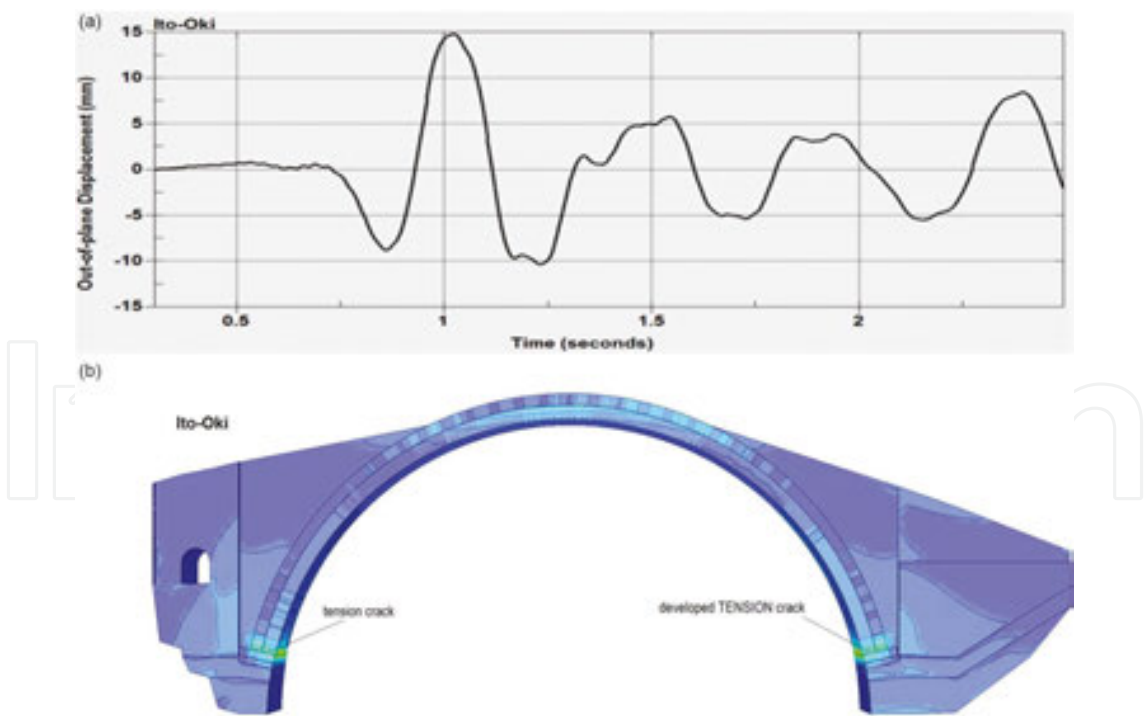 (a)
Ito-Oki
Out-of-plane Displacement (mm)
15
10
5
0
-5
-10
-15
0.5 1 1.5 2
Time (seconds)
(b)
Ito-Oki
tension crack
developed TENSION crack